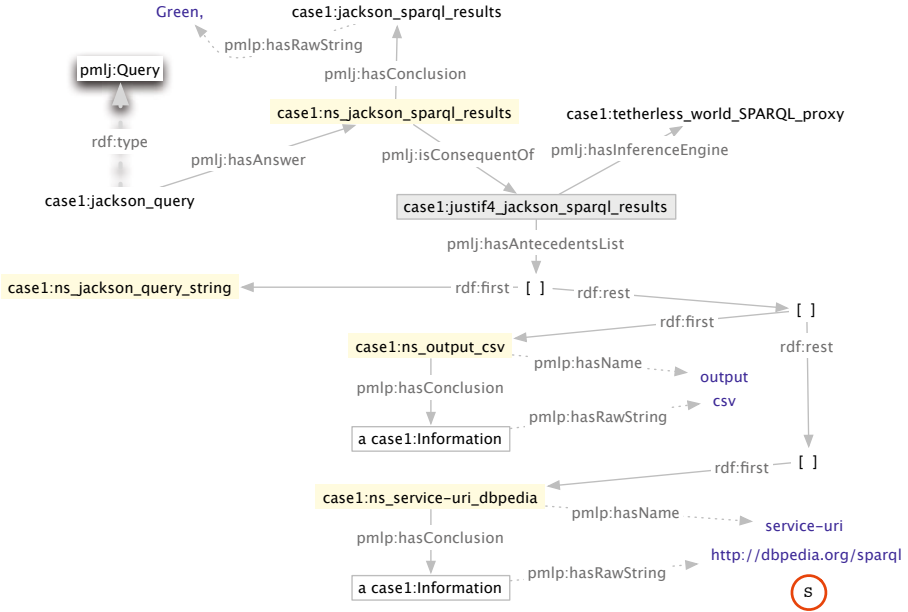 Green,
case1:jackson_sparql_results
pmlp:hasRawString
pmlj:Query
pmlj:hasConclusion
case1:ns_jackson_sparql_results
case1:tetherless_world_SPARQL_proxy
rdf:type
pmlj:hasAnswer
pmlj:isConsequentOf
pmlj:hasInferenceEngine
case1:jackson_query
case1:justif4_jackson_sparql_results
pmlj:hasAntecedentsList
case1:ns_jackson_query_string
rdf:first
[ ]
rdf:rest
[ ]
rdf:first
case1:ns_output_csv
rdf:rest
pmlp:hasName
output
pmlp:hasConclusion
csv
pmlp:hasRawString
a case1:Information
[ ]
rdf:first
case1:ns_service-uri_dbpedia
pmlp:hasName
service-uri
pmlp:hasConclusion
http://dbpedia.org/sparql
pmlp:hasRawString
a case1:Information
S